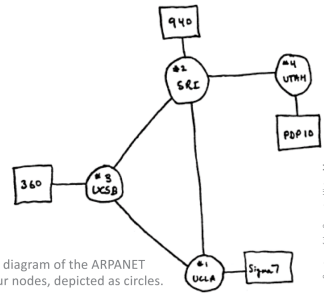 940
#2
SRI
#4
UTAH
PDP 10
360
#3
UCSB
diagram of the ARPANET
ur nodes, depicted as circles.
#1
UCLA
Sigma 7